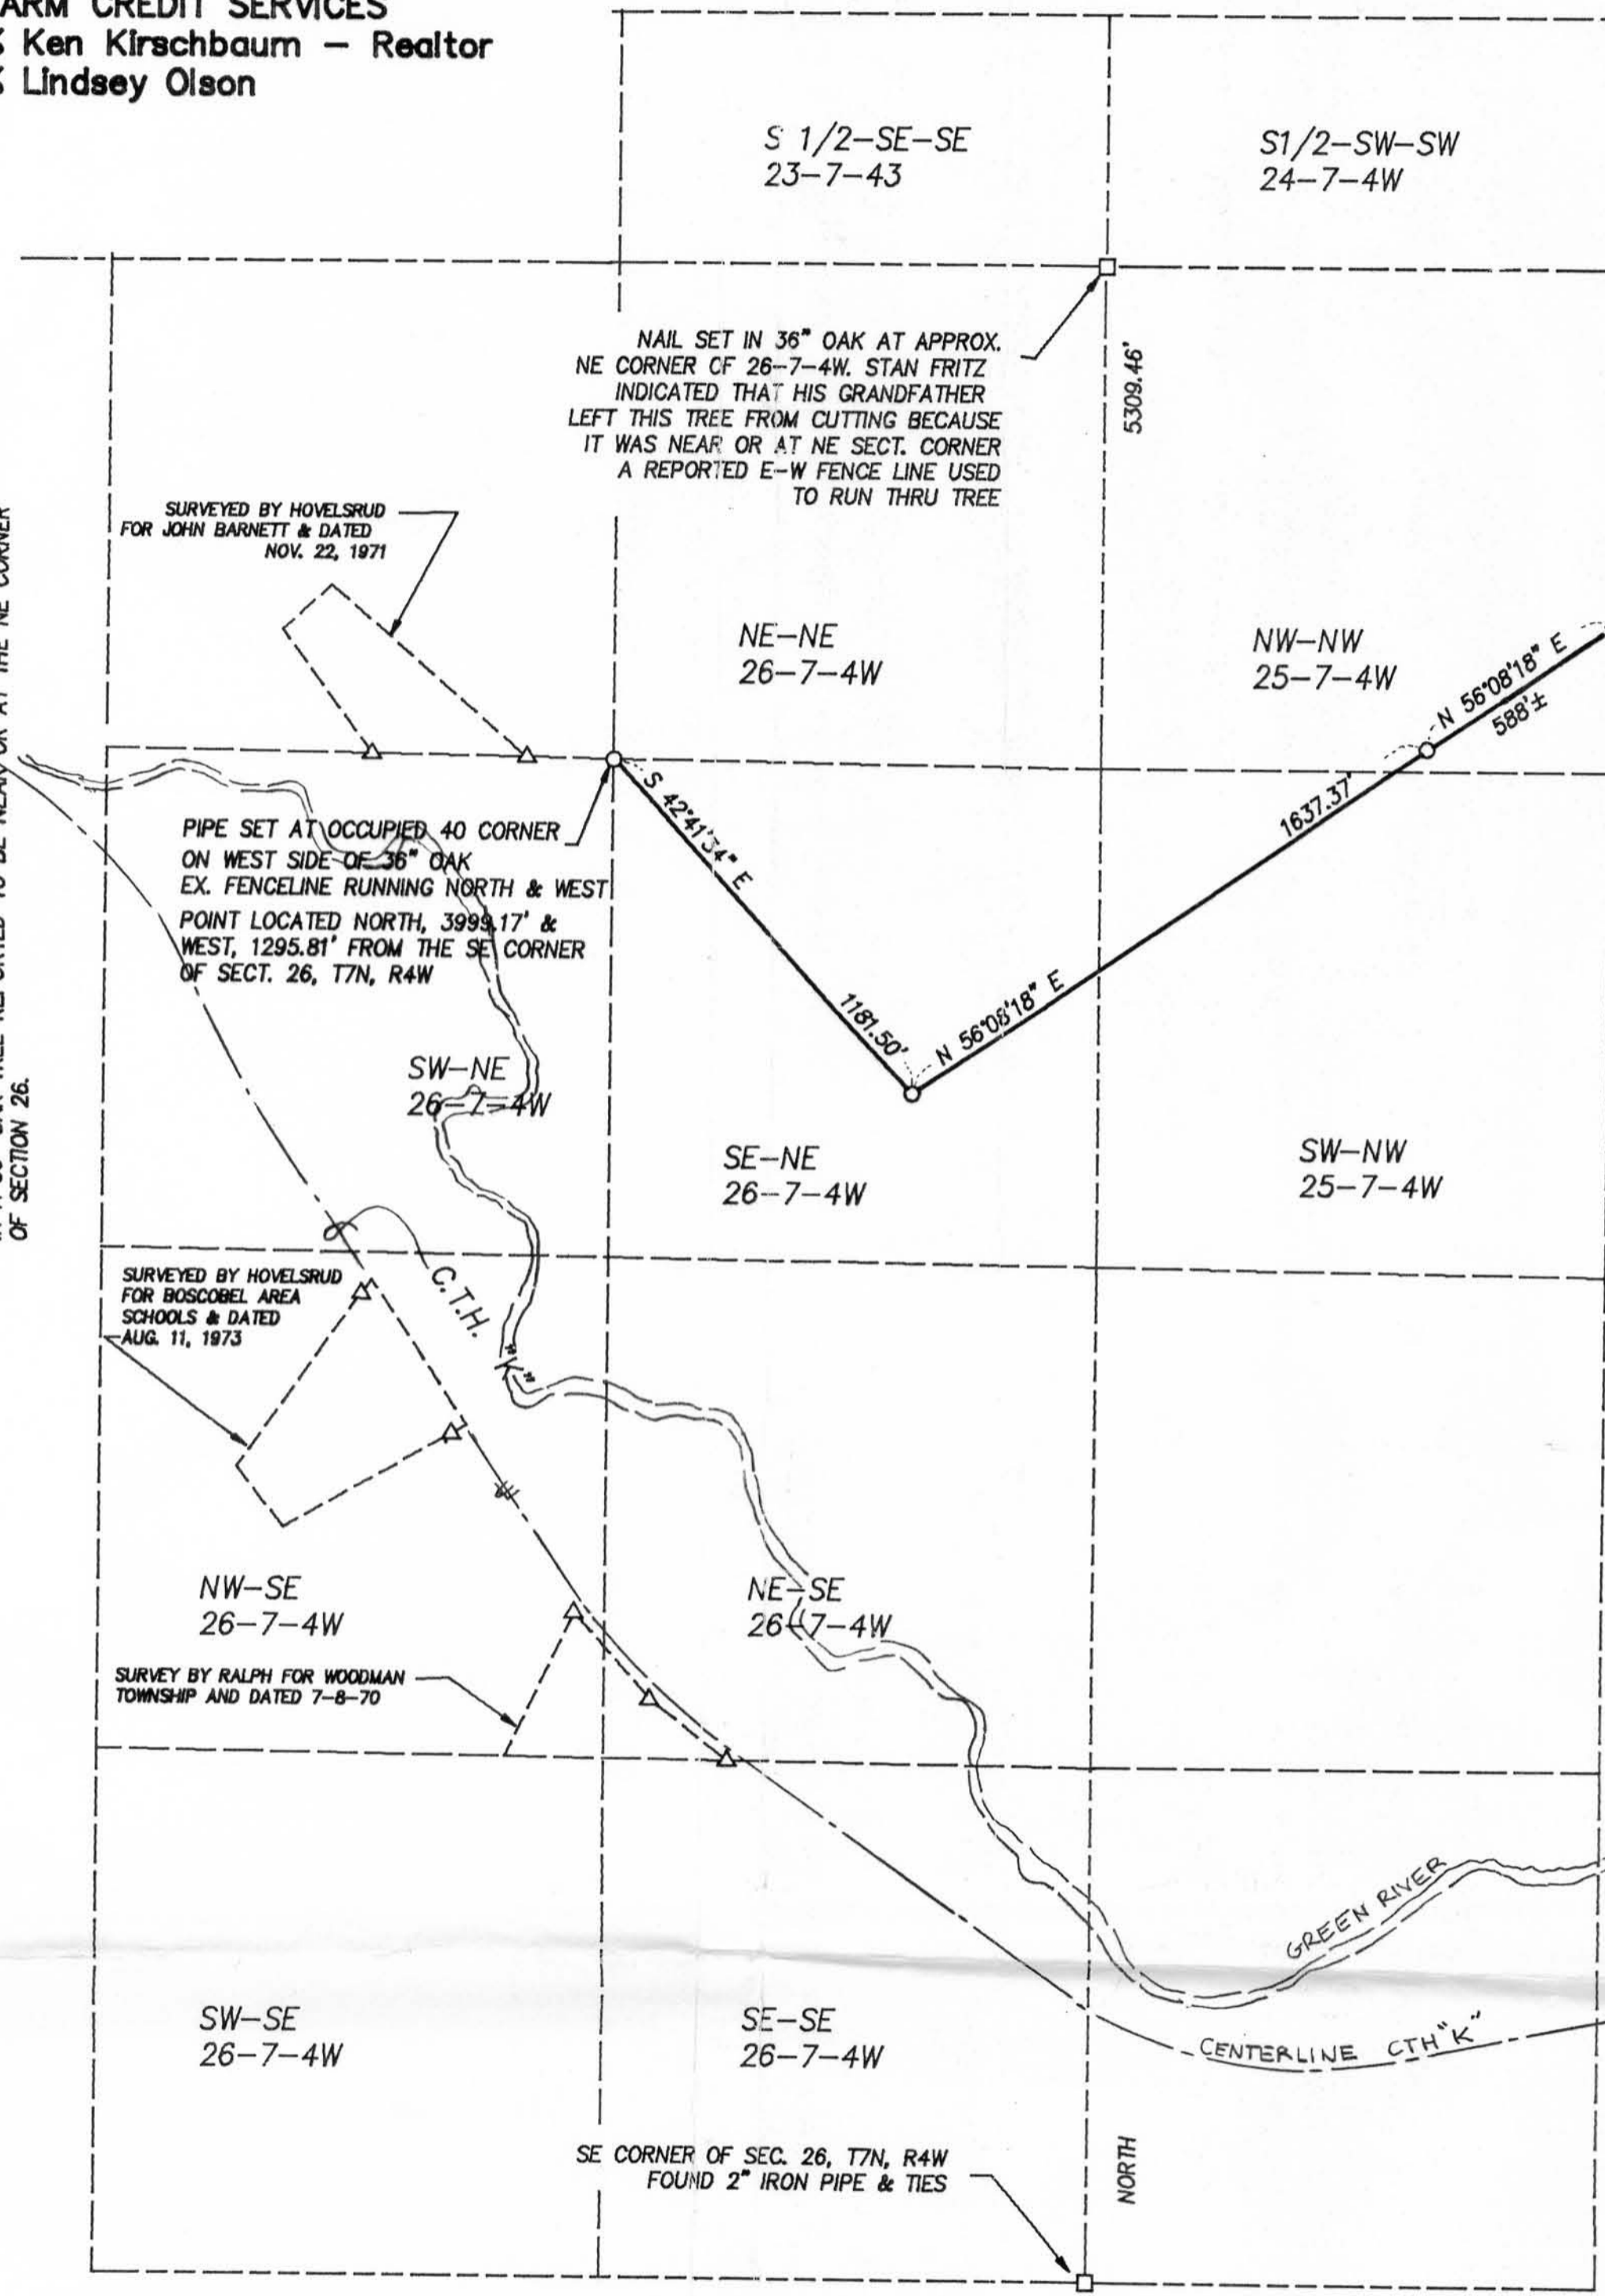 ARM CREDIT SERVICES
Ken Kirschbaum – Realtor
Lindsey Olson
S 1/2-SE-SE
23-7-43
S1/2-SW-SW
24-7-4W
NAIL SET IN 36" OAK AT APPROX.
NE CORNER OF 26-7-4W. STAN FRITZ
INDICATED THAT HIS GRANDFATHER
LEFT THIS TREE FROM CUTTING BECAUSE
IT WAS NEAR OR AT NE SECT. CORNER
A REPORTED E-W FENCE LINE USED
TO RUN THRU TREE
5309.46'
SURVEYED BY HOVELSRUD
FOR JOHN BARNETT & DATED
NOV. 22, 1971
NE-NE
26-7-4W
NW-NW
25-7-4W
N 56°08'18" E
588'±
1637.37'
S 42°41'34" E
1181.50'
N 56°08'18" E
PIPE SET AT OCCUPIED 40 CORNER
ON WEST SIDE OF 36" OAK
EX. FENCELINE RUNNING NORTH & WEST
POINT LOCATED NORTH, 3999.17' &
WEST, 1295.81' FROM THE SE CORNER
OF SECT. 26, T7N, R4W
TREE REPORTED TO BE NEAR OR AT THE NE CORNER
OF SECTION 26.
SW-NE
26-7-4W
SE-NE
26-7-4W
SW-NW
25-7-4W
SURVEYED BY HOVELSRUD
FOR BOSCOBEL AREA
SCHOOLS & DATED
AUG. 11, 1973
C.T.H. "K"
NW-SE
26-7-4W
NE-SE
26-7-4W
SURVEY BY RALPH FOR WOODMAN
TOWNSHIP AND DATED 7-8-70
GREEN RIVER
SW-SE
26-7-4W
SE-SE
26-7-4W
CENTERLINE CTH "K"
SE CORNER OF SEC. 26, T7N, R4W
FOUND 2" IRON PIPE & TIES
NORTH